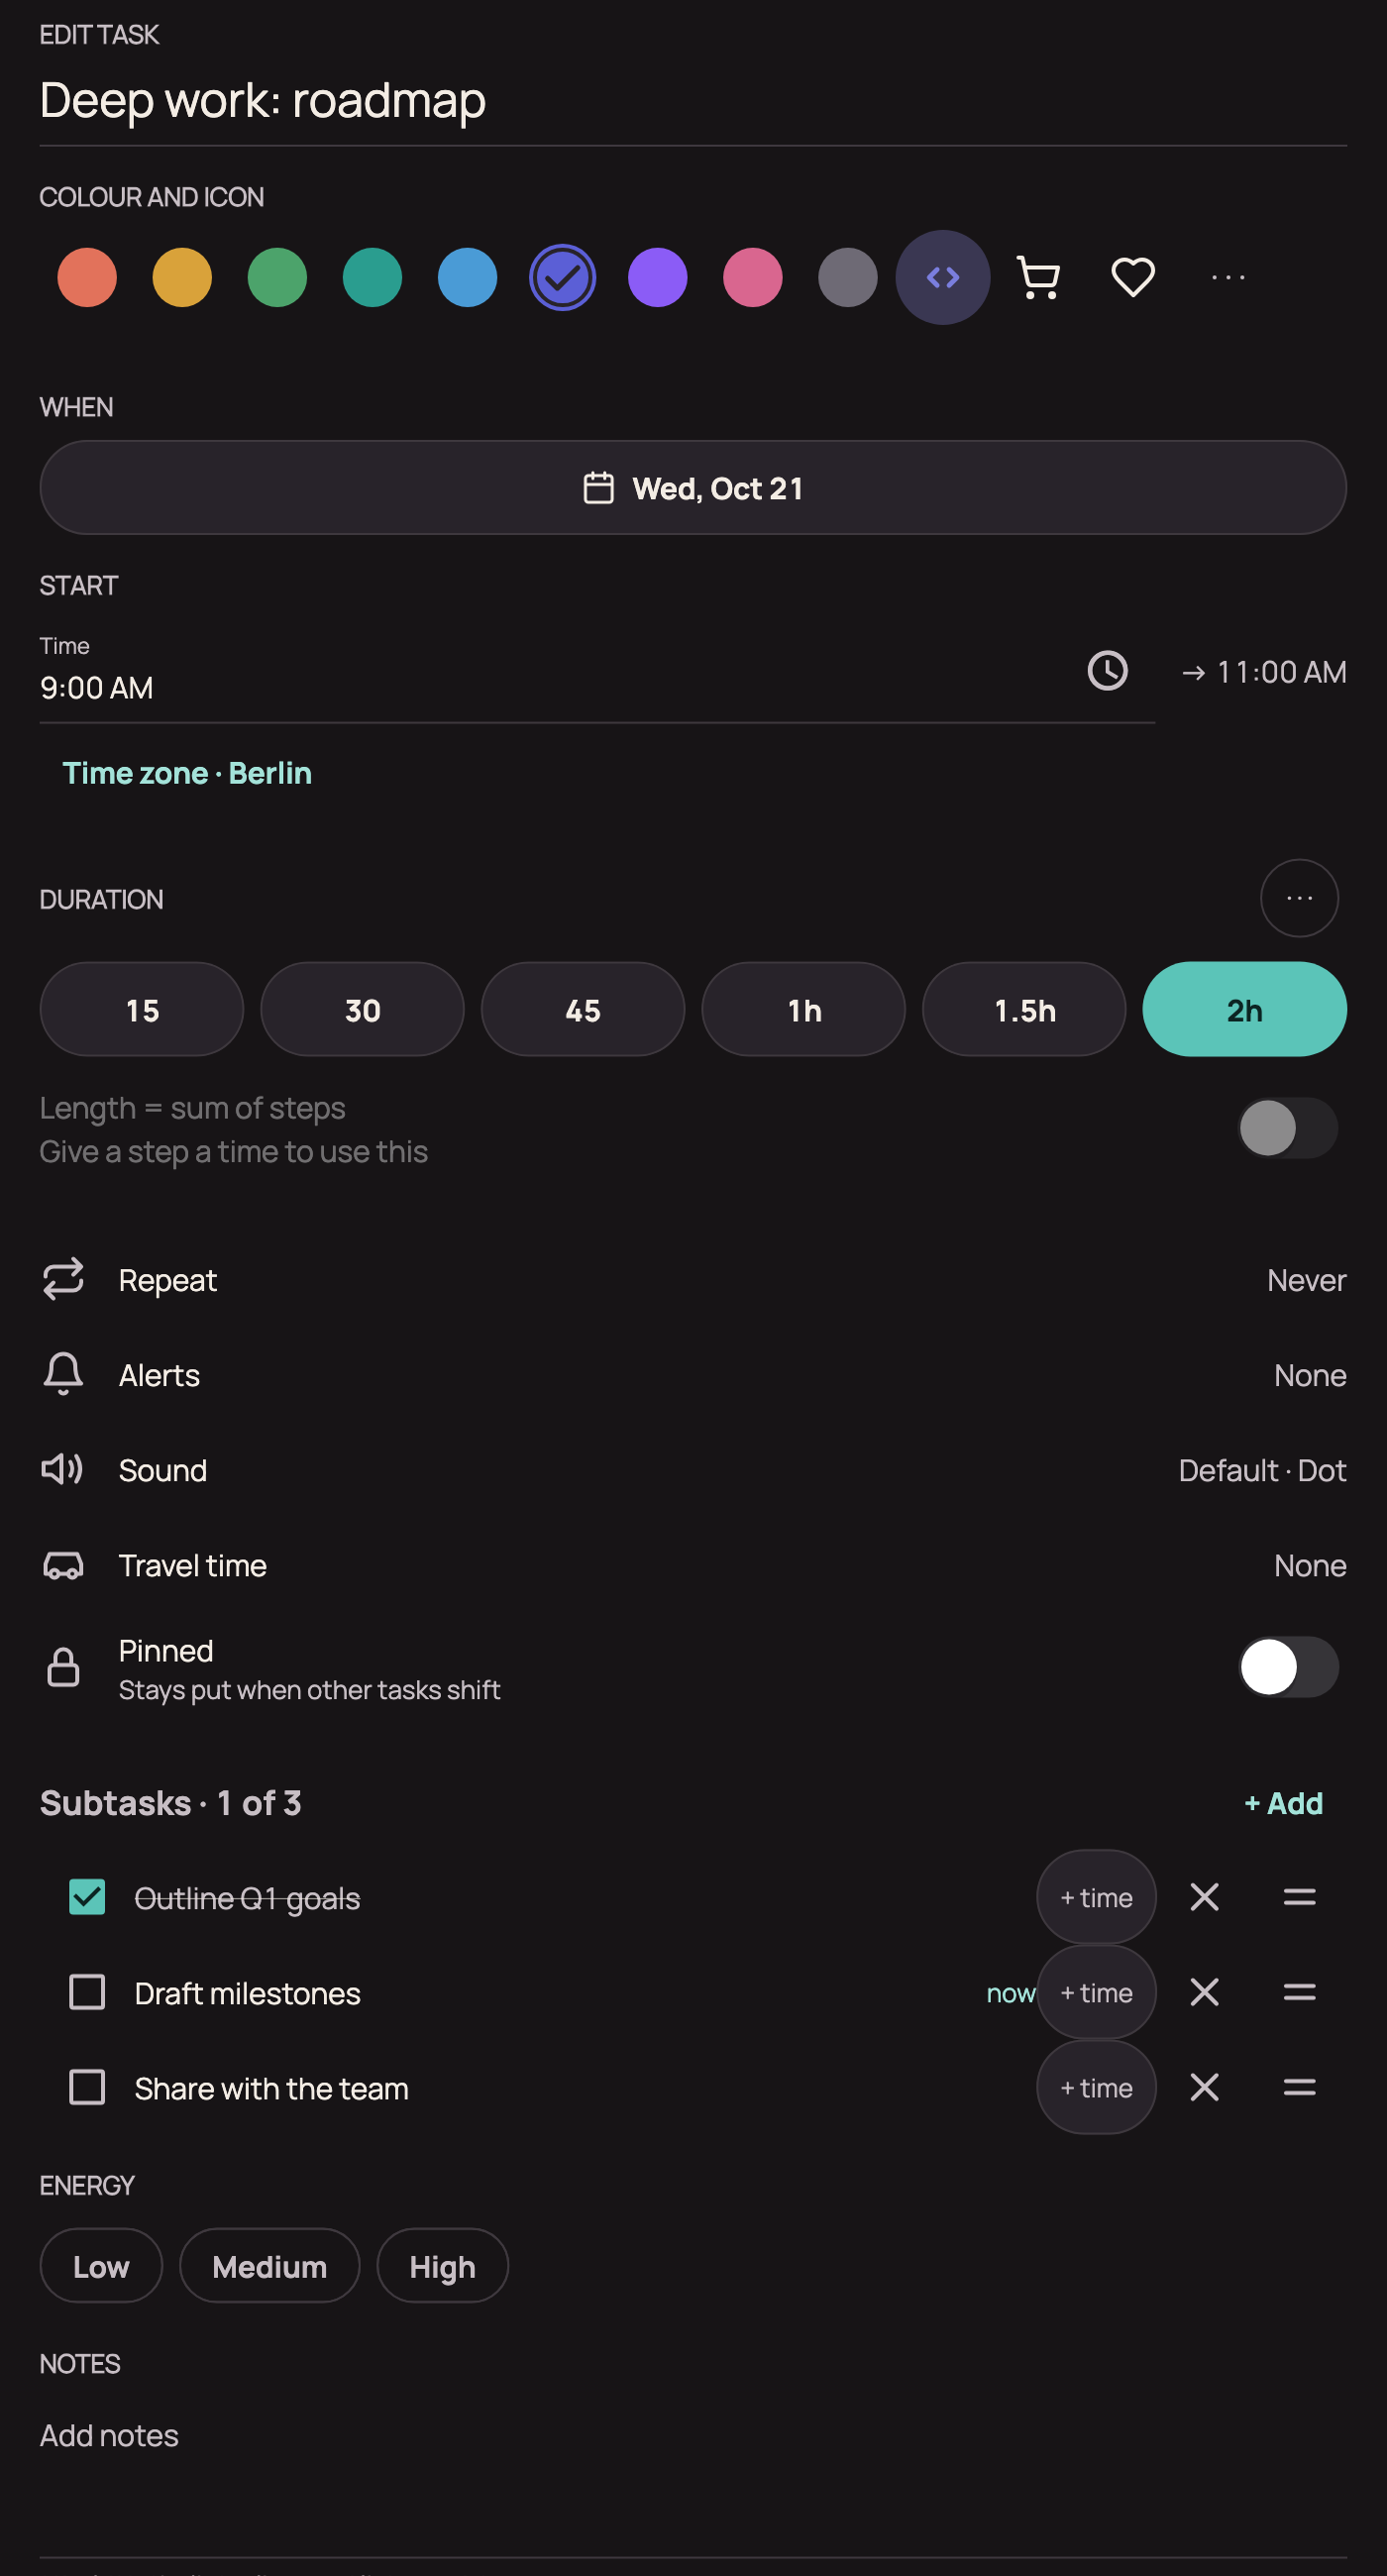 EDIT TASK
Deep work: roadmap
COLOUR AND ICON
WHEN
Wed, Oct 21
START
Time
9:00 AM
→ 11:00 AM
Time zone · Berlin
DURATION
15 30 45 1h 1.5h 2h
Length = sum of steps
Give a step a time to use this
Repeat Never
Alerts None
Sound Default · Dot
Travel time None
Pinned
Stays put when other tasks shift
Subtasks · 1 of 3 + Add
Outline Q1 goals + time
Draft milestones now + time
Share with the team + time
ENERGY
Low Medium High
NOTES
Add notes